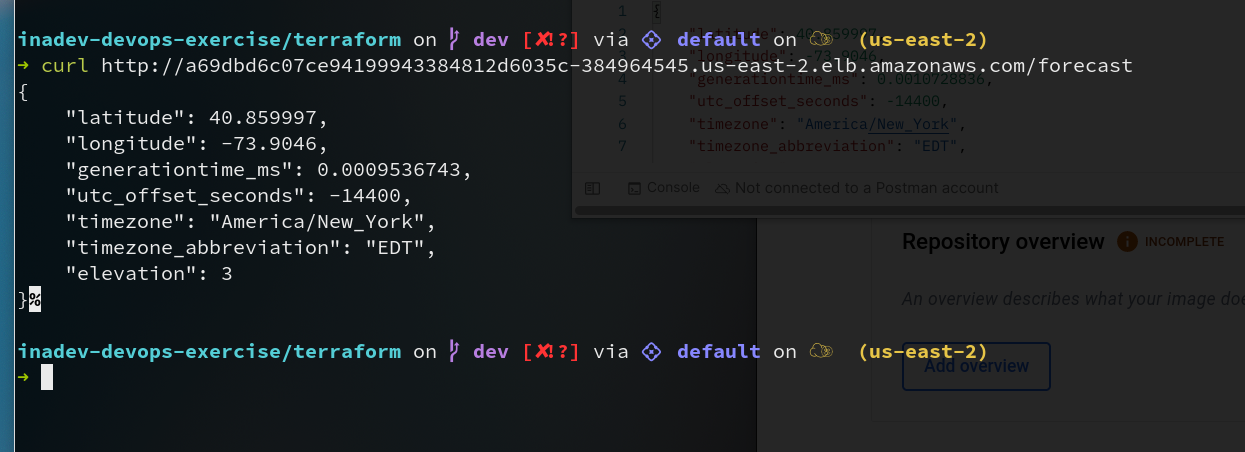 inadev-devops-exercise/terraform on dev [✘!?] via default on (us-east-2)
➜ curl http://a69dbd6c07ce94199943384812d6035c-384964545.us-east-2.elb.amazonaws.com/forecast
{
"latitude": 40.859997,
"longitude": -73.9046,
"generationtime_ms": 0.0009536743,
"utc_offset_seconds": -14400,
"timezone": "America/New_York",
"timezone_abbreviation": "EDT",
"elevation": 3
}%
inadev-devops-exercise/terraform on dev [✘!?] via default on (us-east-2)
➜
1 {
2
"generationtime_ms": 0.0010728836,
5 "utc_offset_seconds": -14400,
6 "timezone": "America/New_York",
7 "timezone_abbreviation": "EDT",
Console Not connected to a Postman account
Repository overview INCOMPLETE
An overview describes what your image
Add overview